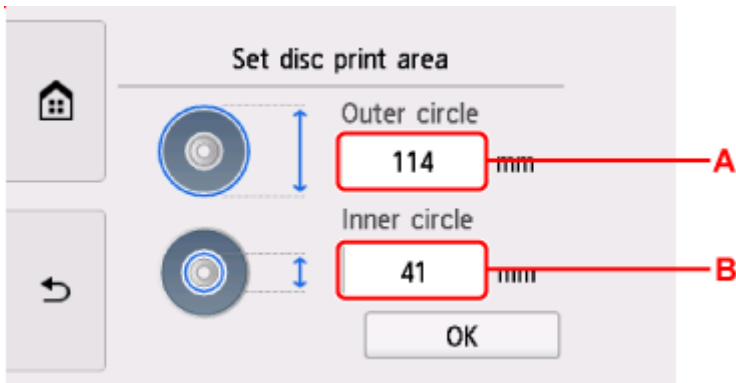 Set disc print area
Outer circle
114 mm A
Inner circle
41 mm B
OK